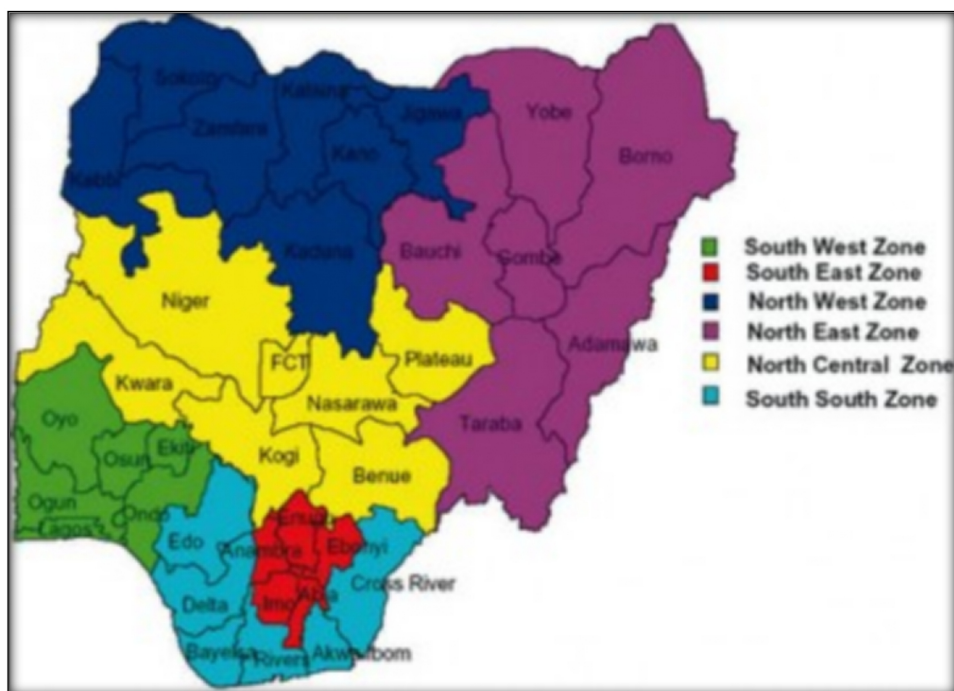 Sokoto
Katsina
Jigawa
Yobe
Zamfara
Kano
Borno
Kebbi
Kaduna
Bauchi
Gombe
South West Zone
South East Zone
North West Zone
Niger
North East Zone
Adamawa
FCT
Plateau
North Central Zone
Kwara
Nasarawa
South South Zone
Oyo
Taraba
Ekiti
Osun
Kogi
Benue
Ogun
Ondo
Enugu
Lagos
Edo
Anambra
Ebonyi
Cross River
Delta
Imo
Abia
Bayelsa
Rivers
Akwa Ibom